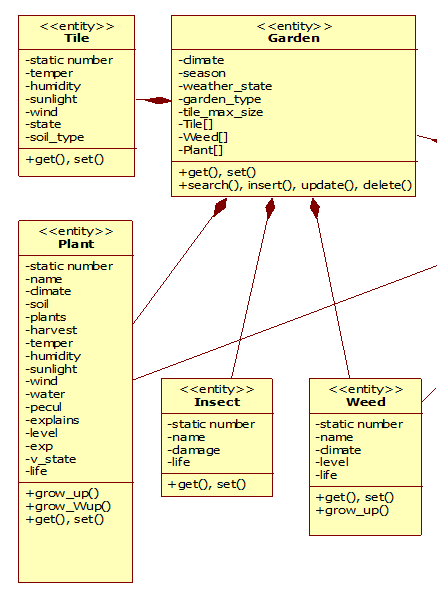 <<entity>>
Tile
-static number
-temper
-humidity
-sunlight
-wind
-state
-soil_type
+get(), set()
<<entity>>
Garden
-climate
-season
-weather_state
-garden_type
-tile_max_size
-Tile[]
-Weed[]
-Plant[]
+get(), set()
+search(), insert(), update(), delete()
<<entity>>
Plant
-static number
-name
-climate
-soil
-plants
-harvest
-temper
-humidity
-sunlight
-wind
-water
-pecul
-explains
-level
-exp
-v_state
-life
+grow_up()
+grow_Wup()
+get(), set()
<<entity>>
Insect
-static number
-name
-damage
-life
+get(), set()
<<entity>>
Weed
-static number
-name
-climate
-level
-life
+get(), set()
+grow_up()